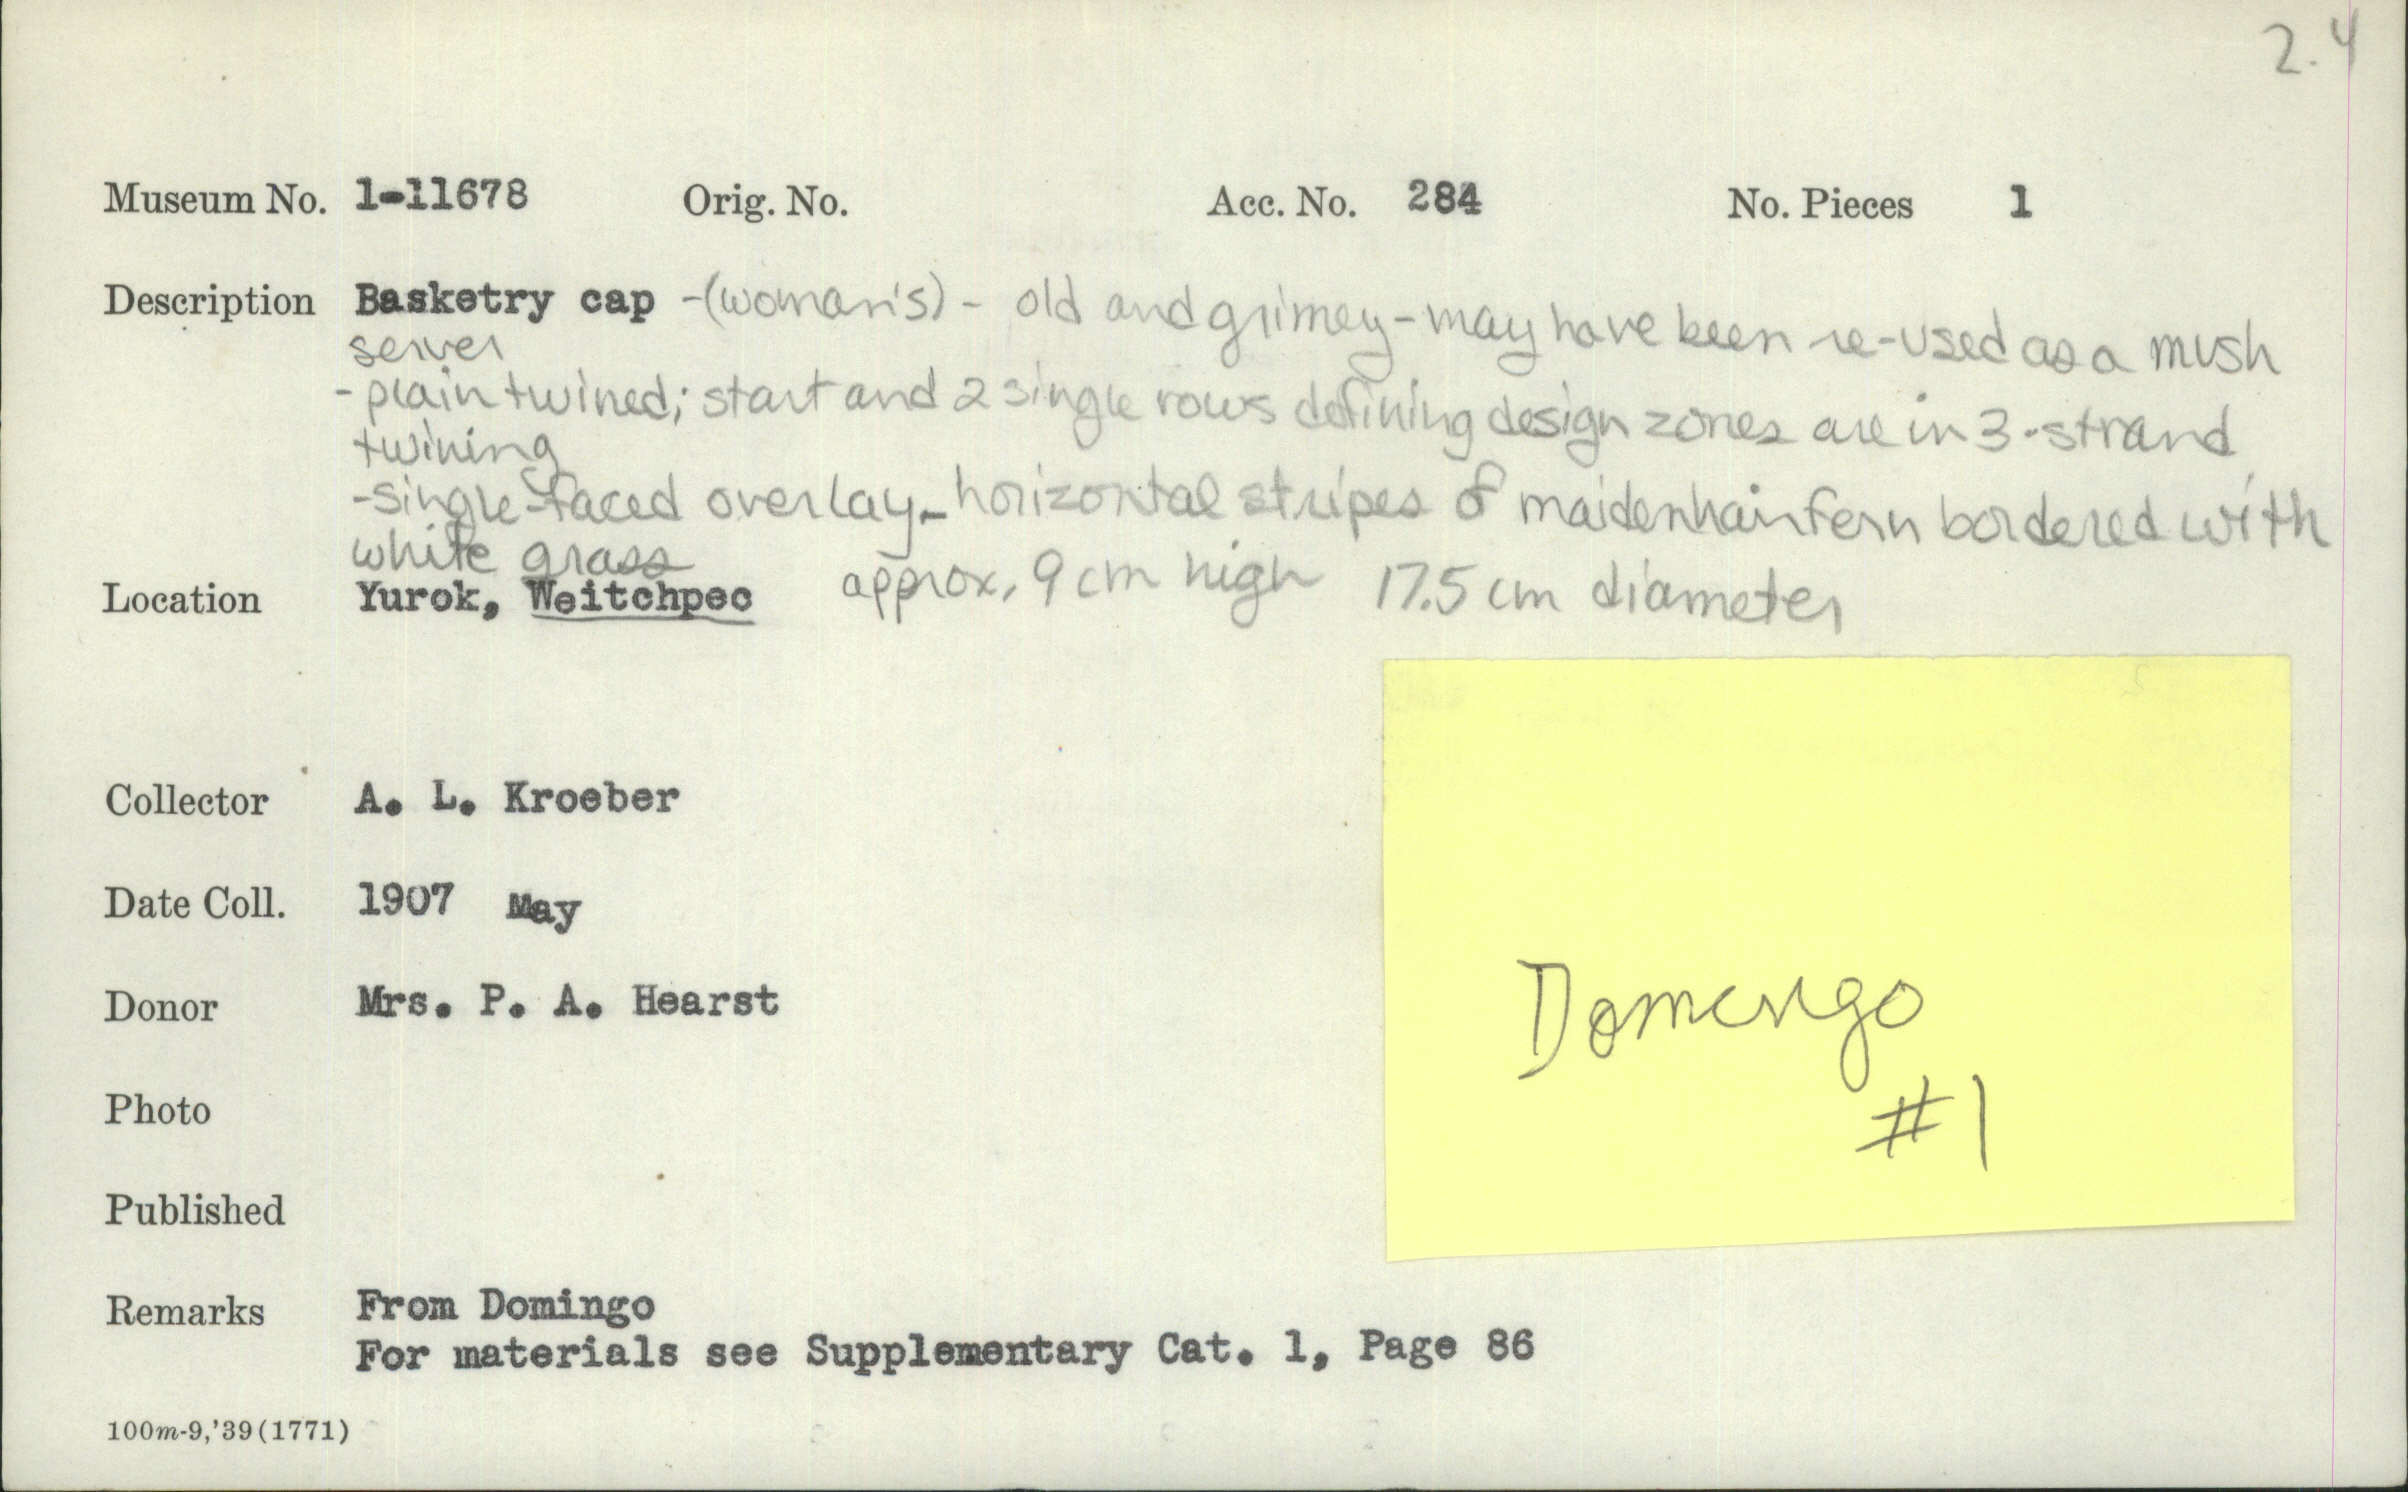 2.4
Museum No. 1-11678 Orig. No. Acc. No. 284 No. Pieces 1
Description Basketry cap -(woman's)- old and grimey-may have been re-used as a mush
server
-plain twined; start and 2 single rows defining design zones are in 3-strand
twining
-single-faced overlay-horizontal stripes of maidenhair fern bordered with
white grass approx. 9 cm high 17.5 cm diameter
Location Yurok, Weitchpec
Collector A. L. Kroeber
Date Coll. 1907 May
Donor Mrs. P. A. Hearst
Photo
Published
Domengo
#1
Remarks From Domingo
For materials see Supplementary Cat. 1, Page 86
100m-9,'39(1771)